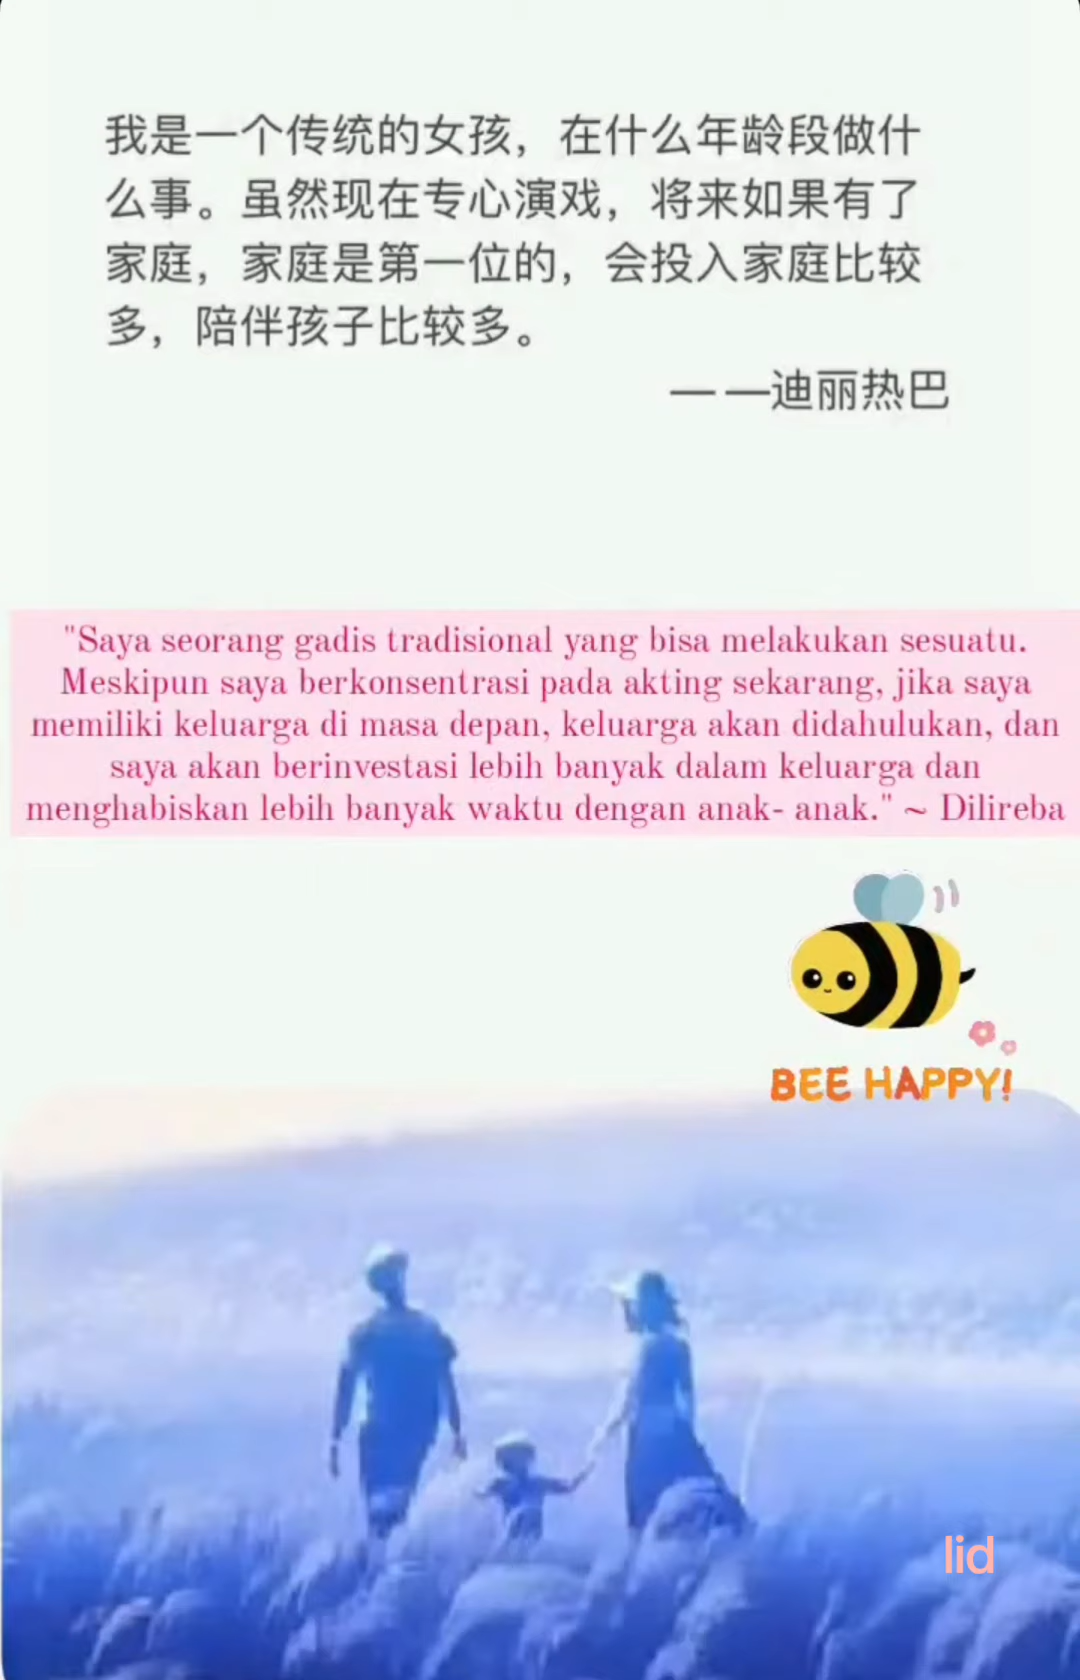 我是一个传统的女孩，在什么年龄段做什
么事。虽然现在专心演戏，将来如果有了
家庭，家庭是第一位的，会投入家庭比较
多，陪伴孩子比较多。
— —迪丽热巴
"Saya seorang gadis tradisional yang bisa melakukan sesuatu.
Meskipun saya berkonsentrasi pada akting sekarang, jika saya
memiliki keluarga di masa depan, keluarga akan didahulukan, dan
saya akan berinvestasi lebih banyak dalam keluarga dan
menghabiskan lebih banyak waktu dengan anak- anak." ~ Dilireba
BEE HAPPY!
lid